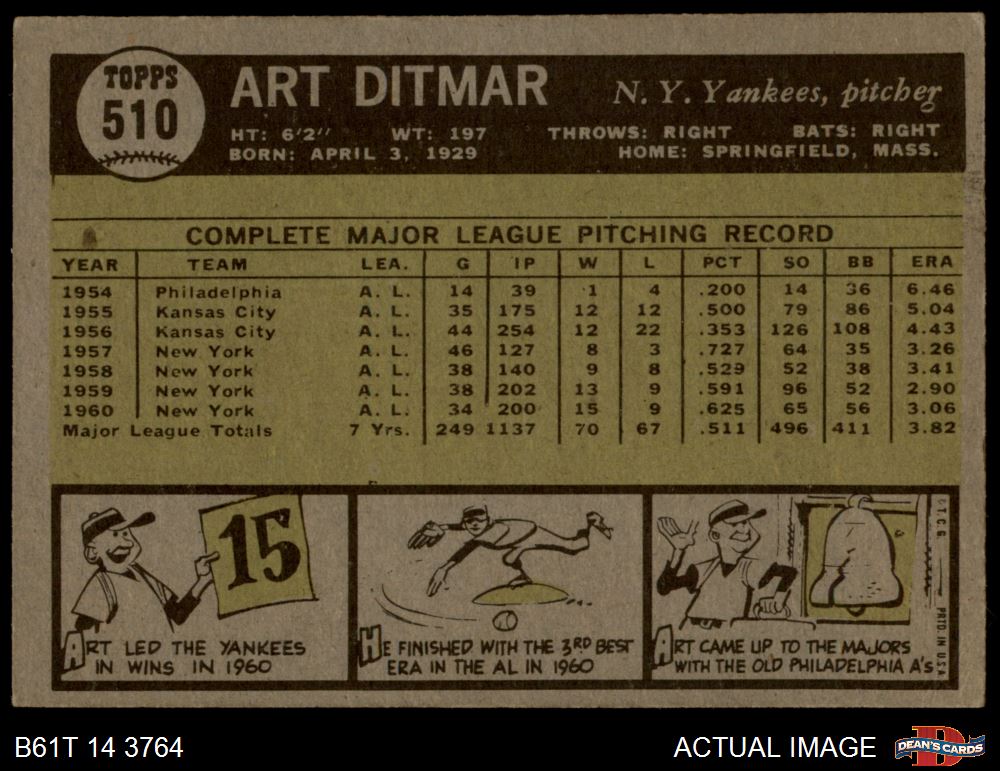 TOPPS
510
ART DITMAR
N. Y. Yankees, pitcher
HT: 6'2" WT: 197 THROWS: RIGHT BATS: RIGHT
BORN: APRIL 3, 1929 HOME: SPRINGFIELD, MASS.
COMPLETE MAJOR LEAGUE PITCHING RECORD
YEAR TEAM LEA. G IP W L PCT SO BB ERA
1954 Philadelphia A. L. 14 39 1 4 .200 14 36 6.46
1955 Kansas City A. L. 35 175 12 12 .500 79 86 5.04
1956 Kansas City A. L. 44 254 12 22 .353 126 108 4.43
1957 New York A. L. 46 127 8 3 .727 64 35 3.26
1958 New York A. L. 38 140 9 8 .529 52 38 3.41
1959 New York A. L. 38 202 13 9 .591 96 52 2.90
1960 New York A. L. 34 200 15 9 .625 65 56 3.06
Major League Totals 7 Yrs. 249 1137 70 67 .511 496 411 3.82
15
ART LED THE YANKEES
IN WINS IN 1960
HE FINISHED WITH THE 3RD BEST
ERA IN THE AL IN 1960
ART CAME UP TO THE MAJORS
WITH THE OLD PHILADELPHIA A's
©T.C.G. PRTD. IN U.S.A.
B61T 14 3764
ACTUAL IMAGE
DEAN'S CARDS